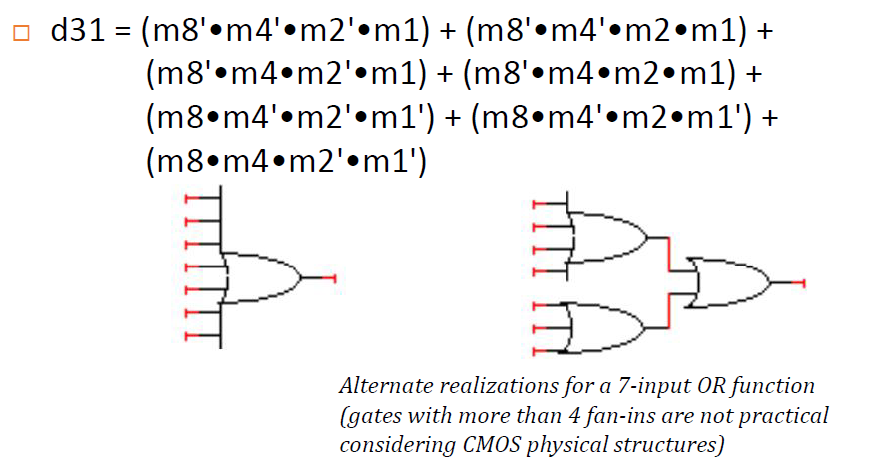 d31 = (m8'•m4'•m2'•m1) + (m8'•m4'•m2•m1) +
(m8'•m4•m2'•m1) + (m8'•m4•m2•m1) +
(m8•m4'•m2'•m1') + (m8•m4'•m2•m1') +
(m8•m4•m2'•m1')
Alternate realizations for a 7-input OR function
(gates with more than 4 fan-ins are not practical
considering CMOS physical structures)